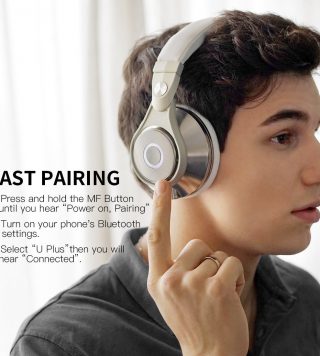 AST PAIRING
Press and hold the MF Button
until you hear “Power on, Pairing”
Turn on your phone's Bluetooth
settings.
Select “U Plus”then you will
hear “Connected”.